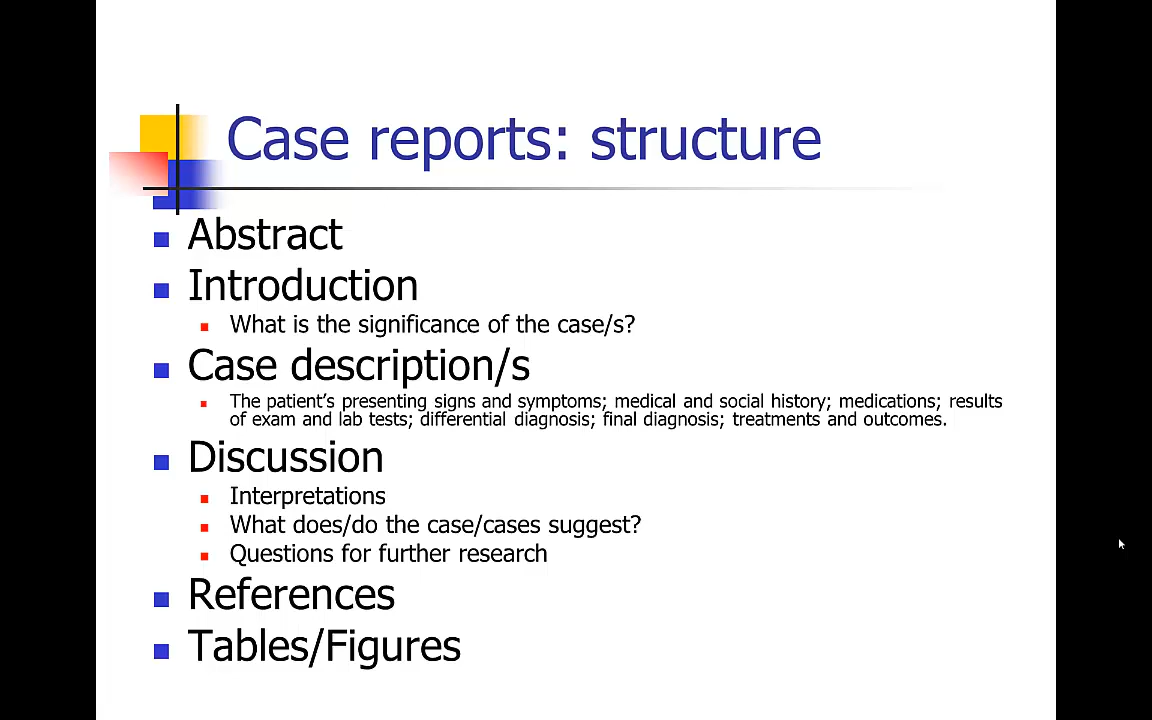 Case reports: structure
Abstract
Introduction
What is the significance of the case/s?
Case description/s
The patient's presenting signs and symptoms; medical and social history; medications; results
of exam and lab tests; differential diagnosis; final diagnosis; treatments and outcomes.
Discussion
Interpretations
What does/do the case/cases suggest?
Questions for further research
References
Tables/Figures